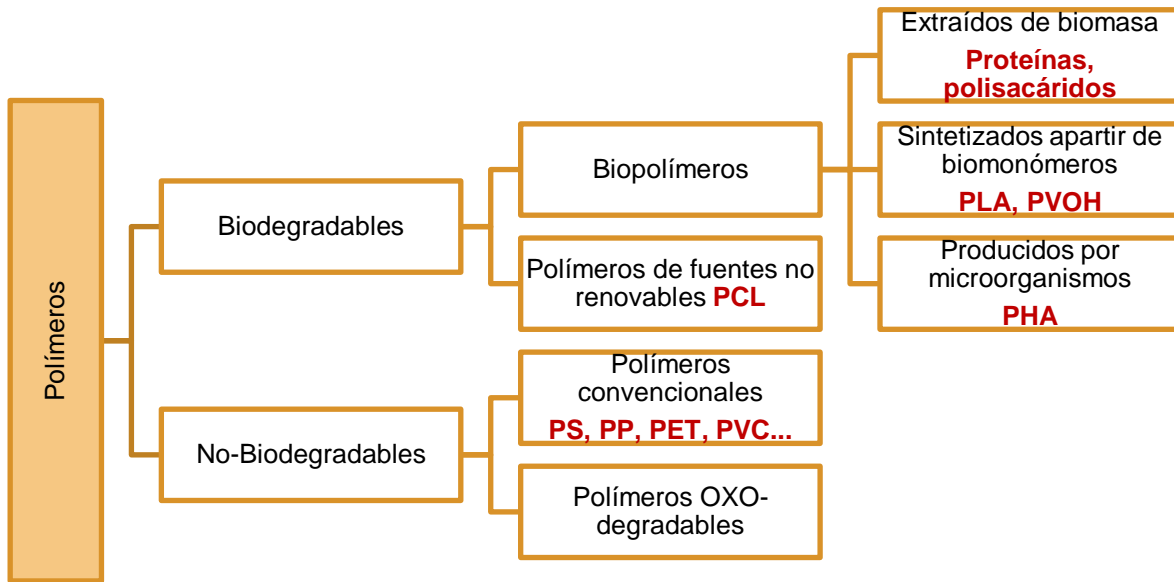 Polímeros
Biodegradables
Biopolímeros
Extraídos de biomasa
Proteínas,
polisacáridos
Sintetizados apartir de
biomonómeros
PLA, PVOH
Producidos por
microorganismos
PHA
Polímeros de fuentes no
renovables PCL
No-Biodegradables
Polímeros
convencionales
PS, PP, PET, PVC...
Polímeros OXO-
degradables